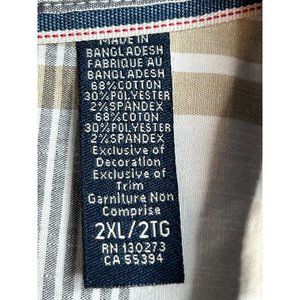 MADE IN
BANGLADESH
FABRIQUE AU
BANGLADESH
68%COTTON
30%POLYESTER
2%SPANDEX
68%COTON
30%POLYESTER
2%SPANDEX
Exclusive of
Decoration
Exclusive of
Trim
Garniture Non
Comprise
2XL/2TG
RN 130273
CA 55394